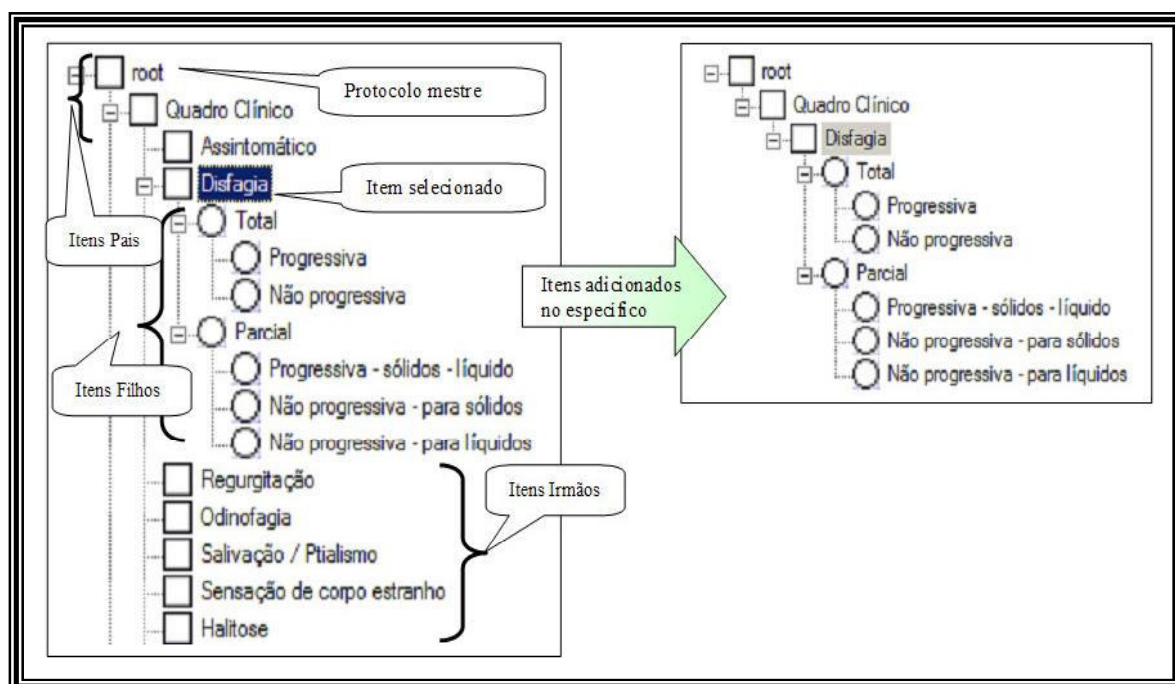 root
Protocolo mestre
Quadro Clínico
Assintomático
Disfagia
Item selecionado
Total
Itens Pais
Progressiva
Não progressiva
Parcial
Itens Filhos
Progressiva - sólidos - líquido
Não progressiva - para sólidos
Não progressiva - para líquidos
Regurgitação
Itens Irmãos
Odinofagia
Salivação / Ptialismo
Sensação de corpo estranho
Halitose
Itens adicionados
no especifico
root
Quadro Clínico
Disfagia
Total
Progressiva
Não progressiva
Parcial
Progressiva - sólidos - líquido
Não progressiva - para sólidos
Não progressiva - para líquidos